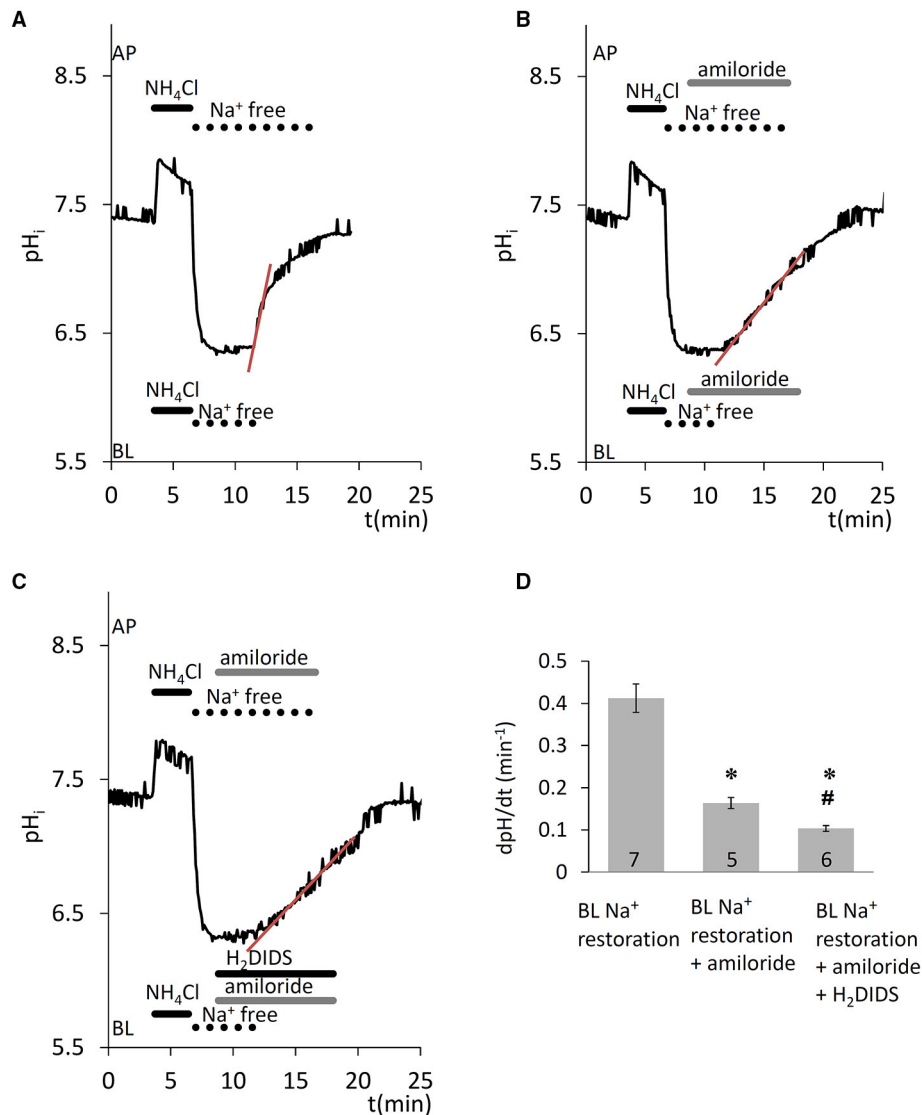 A
AP
8.5
NH₄Cl
Na⁺ free
7.5
pHᵢ
6.5
NH₄Cl
Na⁺ free
BL
5.5
0 5 10 15 20 25
t(min)
B
AP
8.5
amiloride
NH₄Cl
Na⁺ free
7.5
pHᵢ
6.5
amiloride
NH₄Cl
Na⁺ free
BL
5.5
0 5 10 15 20 25
t(min)
C
AP
8.5
amiloride
NH₄Cl
Na⁺ free
7.5
pHᵢ
6.5
H₂DIDS
amiloride
NH₄Cl
Na⁺ free
BL
5.5
0 5 10 15 20 25
t(min)
D
0.5
0.4
0.3
0.2
0.1
0
dpH/dt (min⁻¹)
* *
#
7 5 6
BL Na⁺
restoration
BL Na⁺
restoration
+ amiloride
BL Na⁺
restoration
+ amiloride
+ H₂DIDS